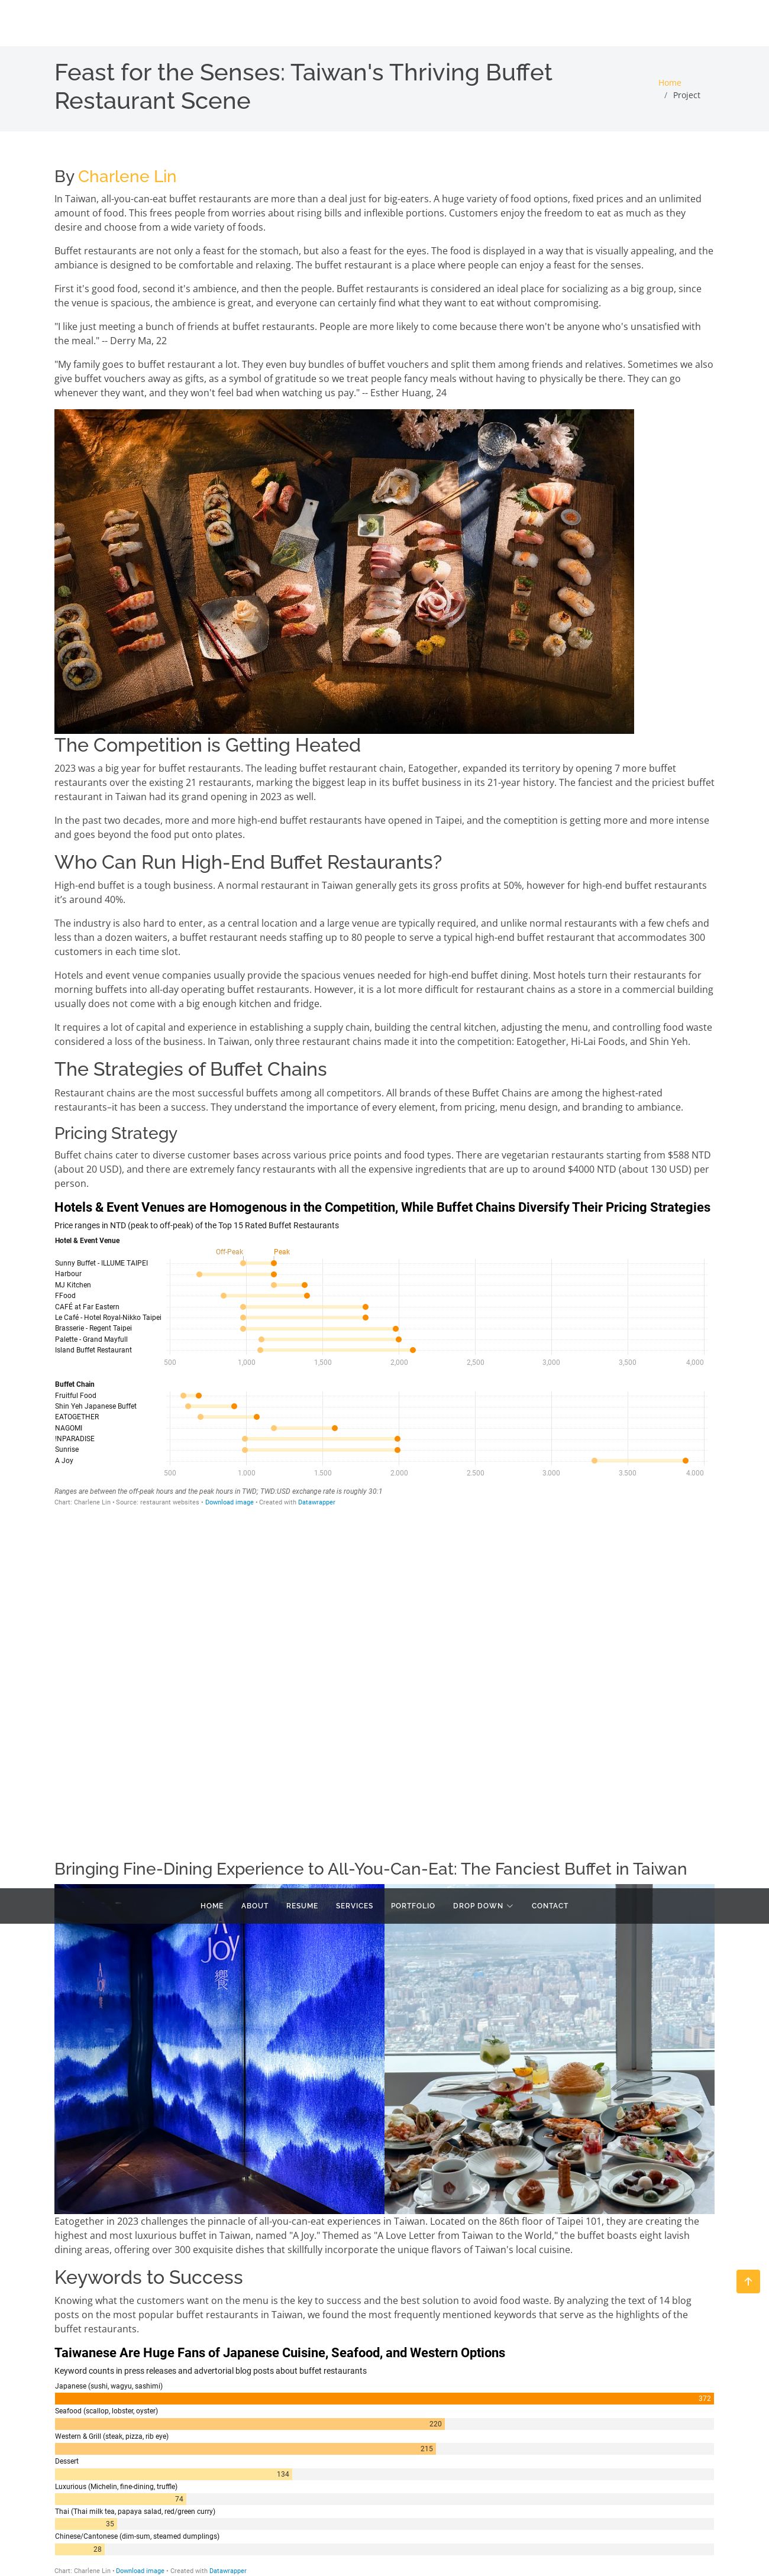 Feast for the Senses: Taiwan's Thriving Buffet
Restaurant Scene
Home
/ Project
By Charlene Lin
In Taiwan, all-you-can-eat buffet restaurants are more than a deal just for big-eaters. A huge variety of food options, fixed prices and an unlimited
amount of food. This frees people from worries about rising bills and inflexible portions. Customers enjoy the freedom to eat as much as they
desire and choose from a wide variety of foods.
Buffet restaurants are not only a feast for the stomach, but also a feast for the eyes. The food is displayed in a way that is visually appealing, and the
ambiance is designed to be comfortable and relaxing. The buffet restaurant is a place where people can enjoy a feast for the senses.
First it's good food, second it's ambience, and then the people. Buffet restaurants is considered an ideal place for socializing as a big group, since
the venue is spacious, the ambience is great, and everyone can certainly find what they want to eat without compromising.
"I like just meeting a bunch of friends at buffet restaurants. People are more likely to come because there won't be anyone who's unsatisfied with
the meal." -- Derry Ma, 22
"My family goes to buffet restaurant a lot. They even buy bundles of buffet vouchers and split them among friends and relatives. Sometimes we also
give buffet vouchers away as gifts, as a symbol of gratitude so we treat people fancy meals without having to physically be there. They can go
whenever they want, and they won't feel bad when watching us pay." -- Esther Huang, 24
The Competition is Getting Heated
2023 was a big year for buffet restaurants. The leading buffet restaurant chain, Eatogether, expanded its territory by opening 7 more buffet
restaurants over the existing 21 restaurants, marking the biggest leap in its buffet business in its 21-year history. The fanciest and the priciest buffet
restaurant in Taiwan had its grand opening in 2023 as well.
In the past two decades, more and more high-end buffet restaurants have opened in Taipei, and the comeptition is getting more and more intense
and goes beyond the food put onto plates.
Who Can Run High-End Buffet Restaurants?
High-end buffet is a tough business. A normal restaurant in Taiwan generally gets its gross profits at 50%, however for high-end buffet restaurants
it’s around 40%.
The industry is also hard to enter, as a central location and a large venue are typically required, and unlike normal restaurants with a few chefs and
less than a dozen waiters, a buffet restaurant needs staffing up to 80 people to serve a typical high-end buffet restaurant that accommodates 300
customers in each time slot.
Hotels and event venue companies usually provide the spacious venues needed for high-end buffet dining. Most hotels turn their restaurants for
morning buffets into all-day operating buffet restaurants. However, it is a lot more difficult for restaurant chains as a store in a commercial building
usually does not come with a big enough kitchen and fridge.
It requires a lot of capital and experience in establishing a supply chain, building the central kitchen, adjusting the menu, and controlling food waste
considered a loss of the business. In Taiwan, only three restaurant chains made it into the competition: Eatogether, Hi-Lai Foods, and Shin Yeh.
The Strategies of Buffet Chains
Restaurant chains are the most successful buffets among all competitors. All brands of these Buffet Chains are among the highest-rated
restaurants–it has been a success. They understand the importance of every element, from pricing, menu design, and branding to ambiance.
Pricing Strategy
Buffet chains cater to diverse customer bases across various price points and food types. There are vegetarian restaurants starting from $588 NTD
(about 20 USD), and there are extremely fancy restaurants with all the expensive ingredients that are up to around $4000 NTD (about 130 USD) per
person.
Hotels & Event Venues are Homogenous in the Competition, While Buffet Chains Diversify Their Pricing Strategies
Price ranges in NTD (peak to off-peak) of the Top 15 Rated Buffet Restaurants
Hotel & Event Venue
Off-Peak Peak
Sunny Buffet - ILLUME TAIPEI
Harbour
MJ Kitchen
FFood
CAFÉ at Far Eastern
Le Café - Hotel Royal-Nikko Taipei
Brasserie - Regent Taipei
Palette - Grand Mayfull
Island Buffet Restaurant
500 1,000 1,500 2,000 2,500 3,000 3,500 4,000
Buffet Chain
Fruitful Food
Shin Yeh Japanese Buffet
EATOGETHER
NAGOMI
!NPARADISE
Sunrise
A Joy
500 1,000 1,500 2,000 2,500 3,000 3,500 4,000
Ranges are between the off-peak hours and the peak hours in TWD; TWD:USD exchange rate is roughly 30:1
Chart: Charlene Lin • Source: restaurant websites • Download image • Created with Datawrapper
Bringing Fine-Dining Experience to All-You-Can-Eat: The Fanciest Buffet in Taiwan
HOME ABOUT RESUME SERVICES PORTFOLIO DROP DOWN CONTACT
A
JOY
饗
Eatogether in 2023 challenges the pinnacle of all-you-can-eat experiences in Taiwan. Located on the 86th floor of Taipei 101, they are creating the
highest and most luxurious buffet in Taiwan, named "A Joy." Themed as "A Love Letter from Taiwan to the World," the buffet boasts eight lavish
dining areas, offering over 300 exquisite dishes that skillfully incorporate the unique flavors of Taiwan's local cuisine.
Keywords to Success
Knowing what the customers want on the menu is the key to success and the best solution to avoid food waste. By analyzing the text of 14 blog
posts on the most popular buffet restaurants in Taiwan, we found the most frequently mentioned keywords that serve as the highlights of the
buffet restaurants.
Taiwanese Are Huge Fans of Japanese Cuisine, Seafood, and Western Options
Keyword counts in press releases and advertorial blog posts about buffet restaurants
Japanese (sushi, wagyu, sashimi)
372
Seafood (scallop, lobster, oyster)
220
Western & Grill (steak, pizza, rib eye)
215
Dessert
134
Luxurious (Michelin, fine-dining, truffle)
74
Thai (Thai milk tea, papaya salad, red/green curry)
35
Chinese/Cantonese (dim-sum, steamed dumplings)
28
Chart: Charlene Lin • Download image • Created with Datawrapper